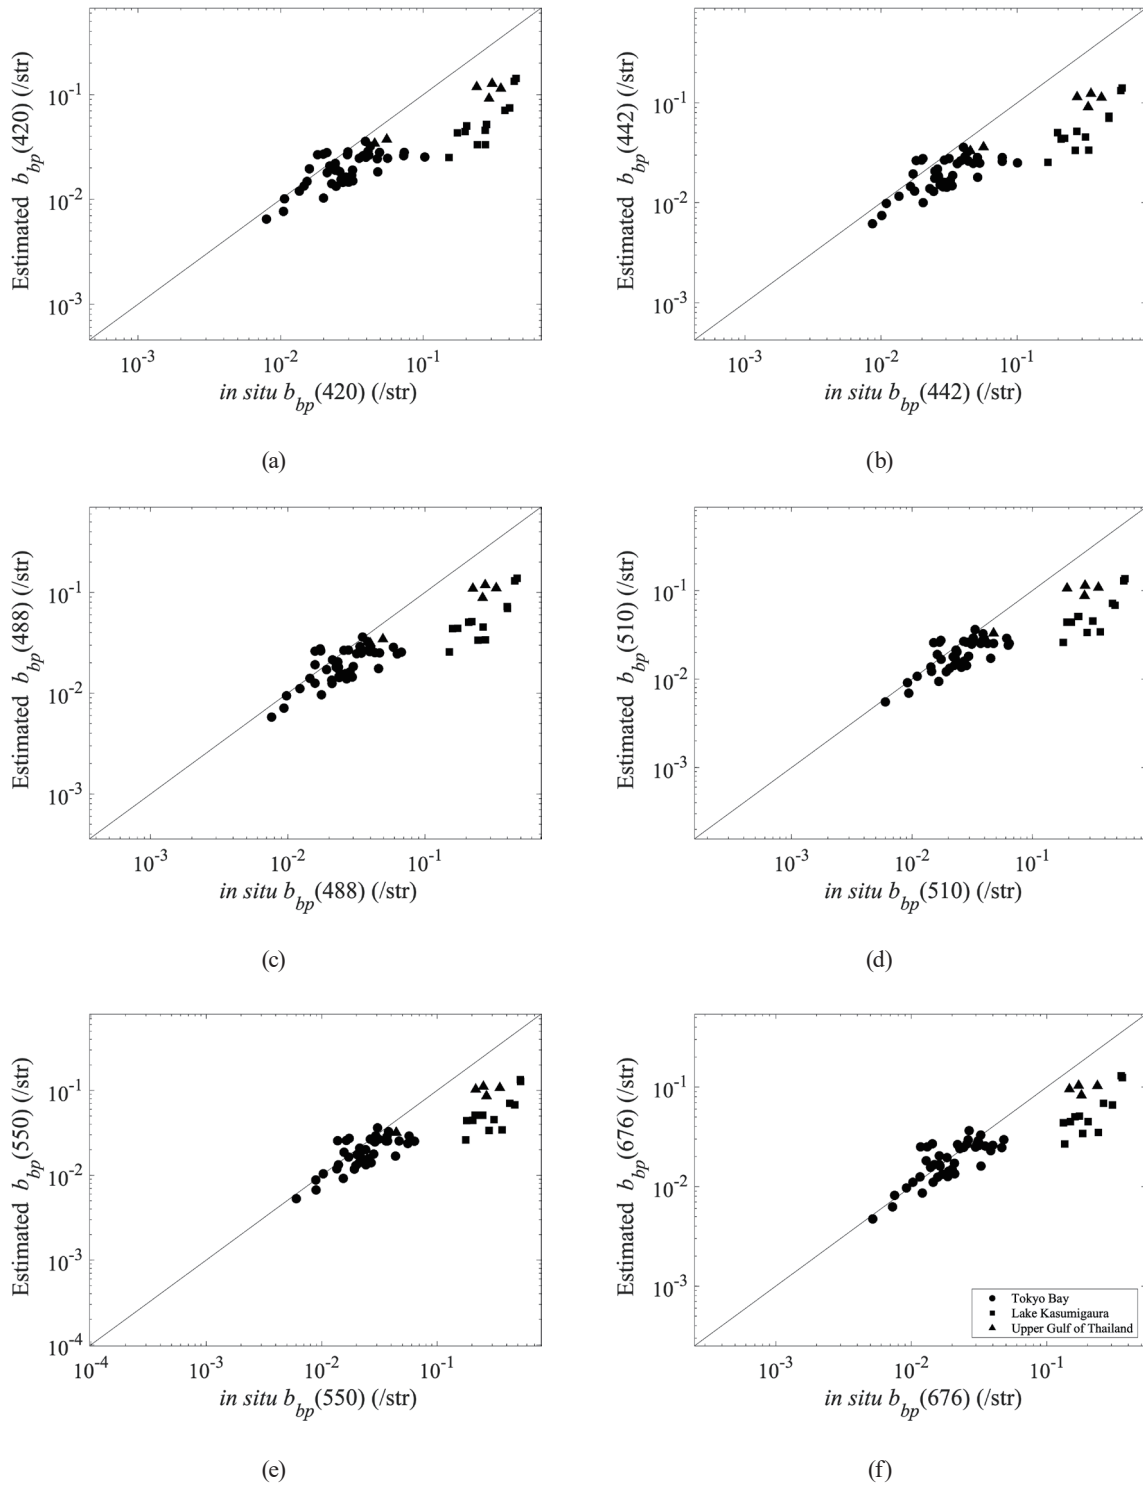 Estimated b_bp(420) (/str)
10^-1
10^-2
10^-3
10^-3 10^-2 10^-1
in situ b_bp(420) (/str)
(a)
Estimated b_bp(442) (/str)
10^-1
10^-2
10^-3
10^-3 10^-2 10^-1
in situ b_bp(442) (/str)
(b)
Estimated b_bp(488) (/str)
10^-1
10^-2
10^-3
10^-3 10^-2 10^-1
in situ b_bp(488) (/str)
(c)
Estimated b_bp(510) (/str)
10^-1
10^-2
10^-3
10^-3 10^-2 10^-1
in situ b_bp(510) (/str)
(d)
Estimated b_bp(550) (/str)
10^-1
10^-2
10^-3
10^-4
10^-4 10^-3 10^-2 10^-1
in situ b_bp(550) (/str)
(e)
Estimated b_bp(676) (/str)
10^-1
10^-2
10^-3
Tokyo Bay
Lake Kasumigaura
Upper Gulf of Thailand
10^-3 10^-2 10^-1
in situ b_bp(676) (/str)
(f)